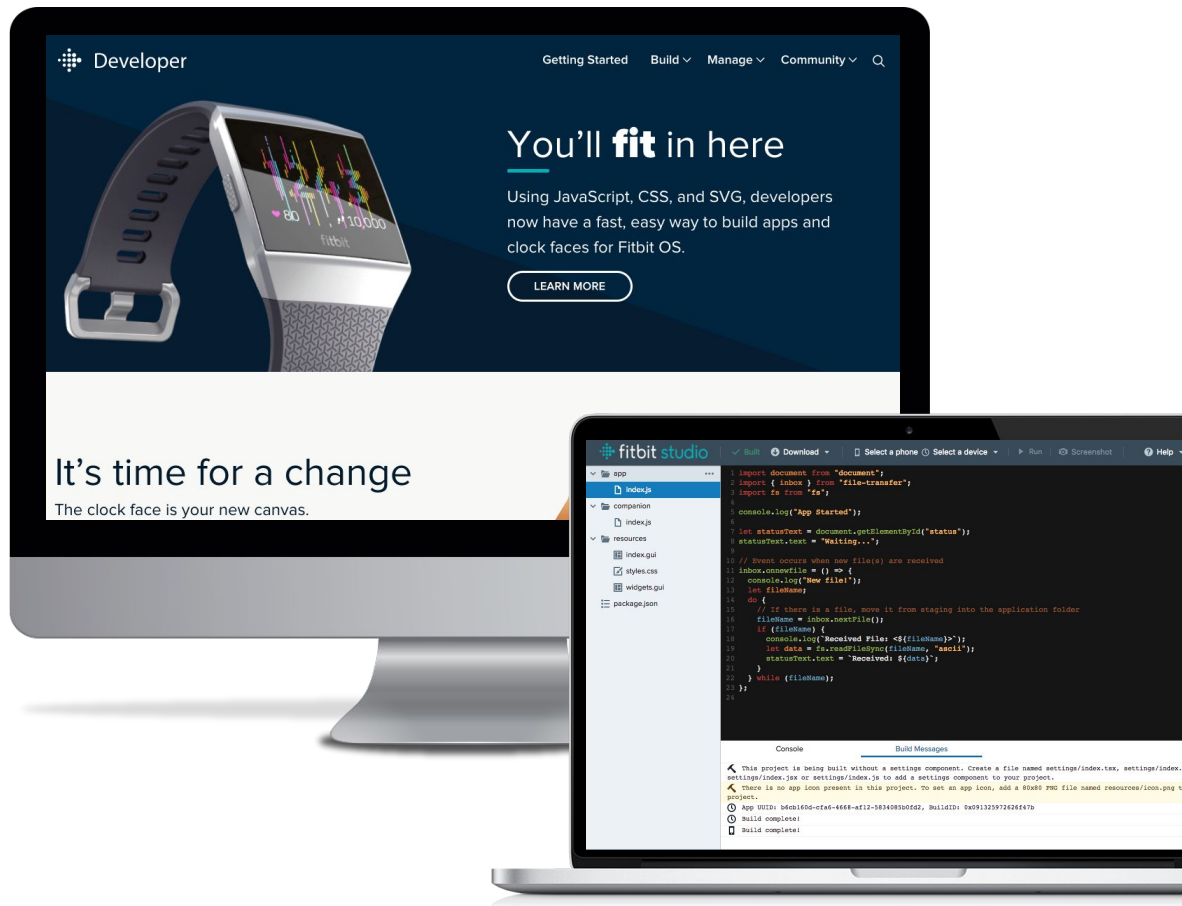 Developer
Getting Started Build Manage Community
You'll fit in here
Using JavaScript, CSS, and SVG, developers
now have a fast, easy way to build apps and
clock faces for Fitbit OS.
LEARN MORE
80 10,000
fitbit
It's time for a change
The clock face is your new canvas.
fitbit studio Built Download Select a phone Select a device Run Screenshot Help
app
index.js
companion
index.js
resources
index.gui
styles.css
widgets.gui
package.json
1 import document from "document";
2 import { inbox } from "file-transfer";
3 import fs from "fs";
4
5 console.log("App Started");
6
7 let statusText = document.getElementById("status");
8 statusText.text = "Waiting...";
9
10 // Event occurs when new file(s) are received
11 inbox.onnewfile = () => {
12 console.log("New file!");
13 let fileName;
14 do {
15 // If there is a file, move it from staging into the application folder
16 fileName = inbox.nextFile();
17 if (fileName) {
18 console.log(`Received File: <${fileName}>`);
19 let data = fs.readFileSync(fileName, "ascii");
20 statusText.text = `Received: ${data}`;
21 }
22 } while (fileName);
23 };
24
Console Build Messages
This project is being built without a settings component. Create a file named settings/index.tsx, settings/index.
settings/index.jsx or settings/index.js to add a settings component to your project.
There is no app icon present in this project. To set an app icon, add a 80x80 PNG file named resources/icon.png t
project.
App UUID: b6cb160d-cfa6-4668-af12-5834085b0fd2, BuildID: 0x091325972626f47b
Build complete!
Build complete!